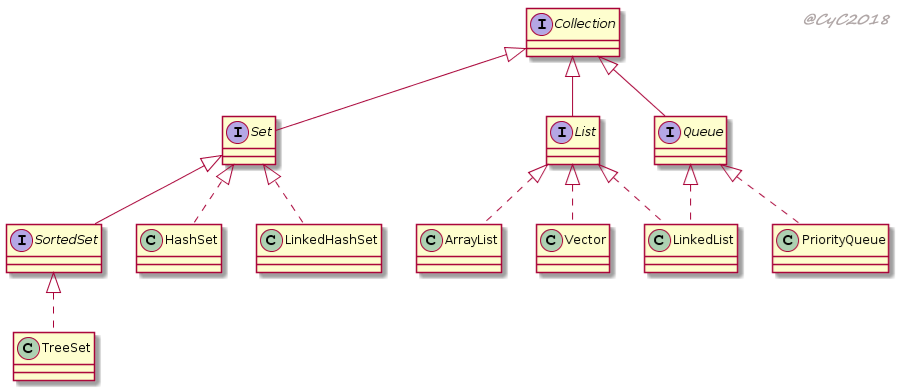 I Collection
@CyC2018
I Set
I List
I Queue
I SortedSet
C HashSet
C LinkedHashSet
C ArrayList
C Vector
C LinkedList
C PriorityQueue
C TreeSet